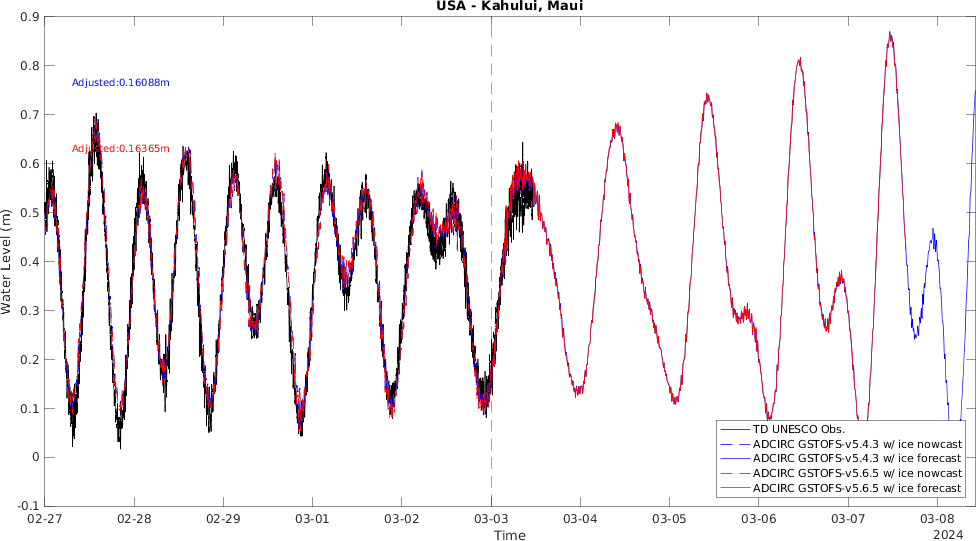 USA - Kahului, Maui
0.9
0.8
0.7
0.6
0.5
0.4
0.3
0.2
0.1
0
-0.1
Water Level (m)
Adjusted:0.16088m
Adjusted:0.16365m
TD UNESCO Obs.
ADCIRC GSTOFS-v5.4.3 w/ ice nowcast
ADCIRC GSTOFS-v5.4.3 w/ ice forecast
ADCIRC GSTOFS-v5.6.5 w/ ice nowcast
ADCIRC GSTOFS-v5.6.5 w/ ice forecast
02-27 02-28 02-29 03-01 03-02 03-03 03-04 03-05 03-06 03-07 03-08
Time
2024